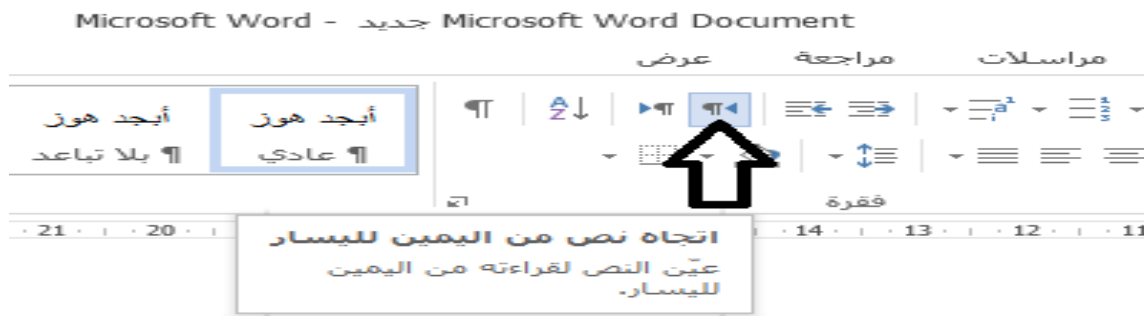 Microsoft Word - جديد Microsoft Word Document
مراسلات مراجعة عرض
أبجد هوز أبجد هوز
¶ عادي ¶ بلا تباعد
فقرة
11 · 12 · 13 · 14 · 20 · 21
اتجاه نص من اليمين لليسار
عيّن النص لقراءته من اليمين
لليسار.